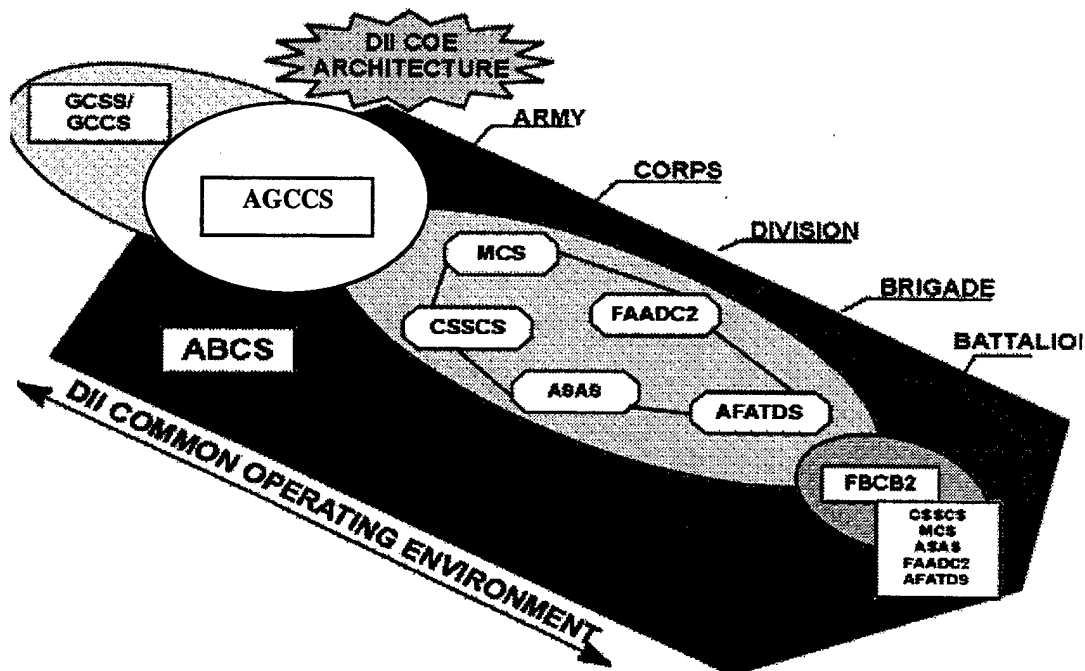 DII COE
ARCHITECTURE
GCSS/
GCCS
ARMY
AGCCS
CORPS
DIVISION
MCS
BRIGADE
FAADC2
CSSCS
BATTALION
ABCS
ASAS
AFATDS
DII COMMON OPERATING ENVIRONMENT
FBCB2
CSSCS
MCS
ASAS
FAADC2
AFATDS